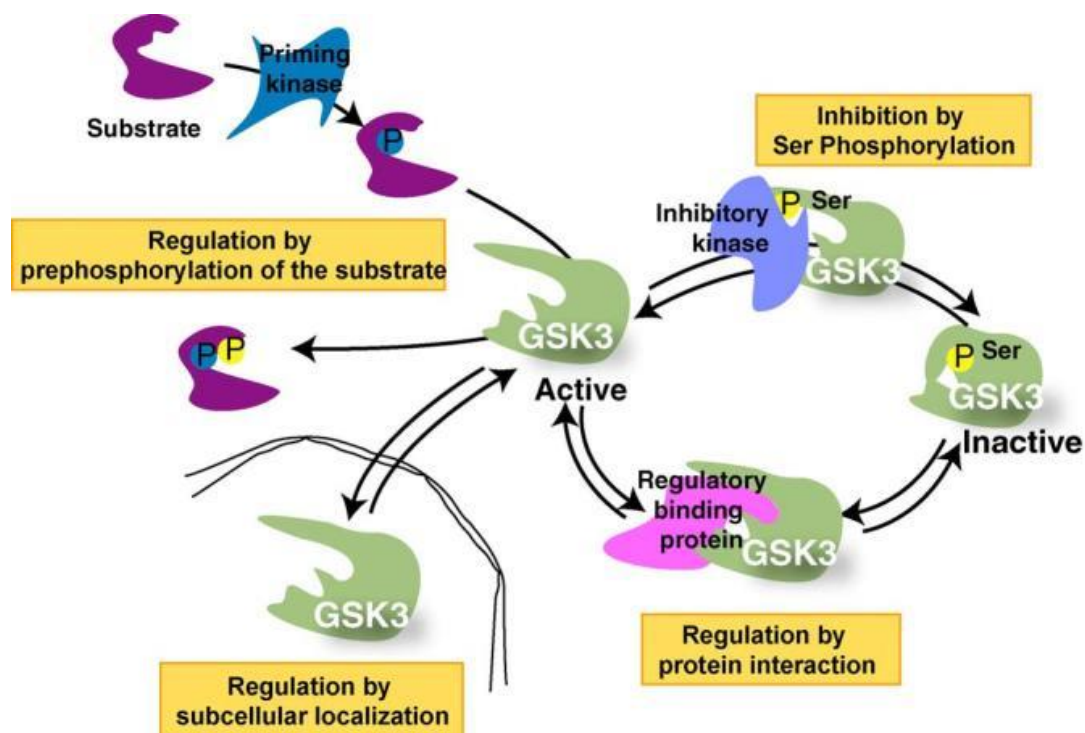 Priming
kinase
Substrate
P
Regulation by
prephosphorylation of the substrate
Inhibition by
Ser Phosphorylation
P Ser
Inhibitory
kinase
GSK3
GSK3
Active
P Ser
GSK3
Inactive
P P
Regulatory
binding
protein
GSK3
GSK3
Regulation by
protein interaction
Regulation by
subcellular localization